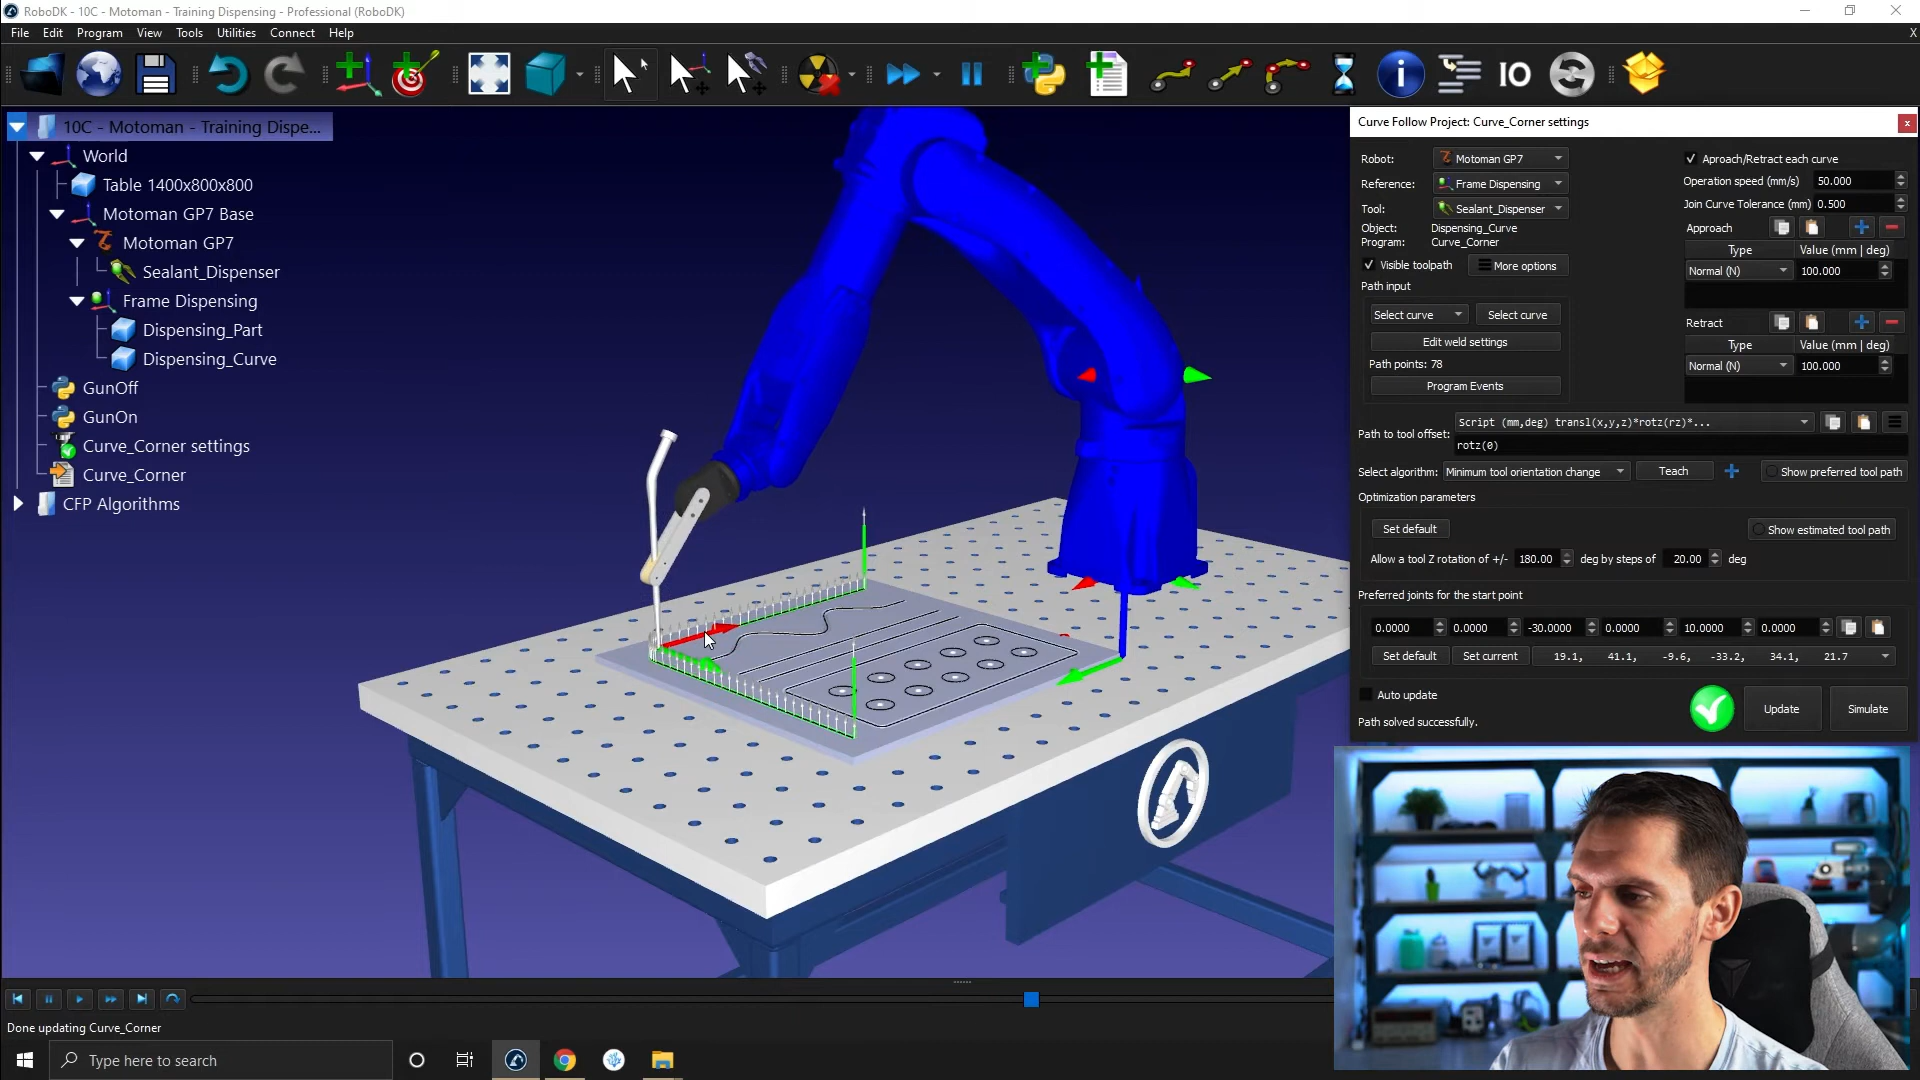 RoboDK - 10C - Motoman - Training Dispensing - Professional (RoboDK)
File Edit Program View Tools Utilities Connect Help X
IO
10C - Motoman - Training Dispe...
World
Table 1400x800x800
Motoman GP7 Base
Motoman GP7
Sealant_Dispenser
Frame Dispensing
Dispensing_Part
Dispensing_Curve
GunOff
GunOn
Curve_Corner settings
Curve_Corner
CFP Algorithms
Curve Follow Project: Curve_Corner settings
Robot: Motoman GP7
Reference: Frame Dispensing
Tool: Sealant_Dispenser
Object: Dispensing_Curve
Program: Curve_Corner
Visible toolpath More options
Path input
Select curve Select curve
Edit weld settings
Path points: 78
Program Events
Aproach/Retract each curve
Operation speed (mm/s) 50.000
Join Curve Tolerance (mm) 0.500
Approach
Type Value (mm | deg)
Normal (N) 100.000
Retract
Type Value (mm | deg)
Normal (N) 100.000
Path to tool offset: Script (mm,deg) transl(x,y,z)*rotz(rz)*...
rotz(0)
Select algorithm: Minimum tool orientation change Teach Show preferred tool path
Optimization parameters
Set default Show estimated tool path
Allow a tool Z rotation of +/- 180.00 deg by steps of 20.00 deg
Preferred joints for the start point
0.0000 0.0000 -30.0000 0.0000 10.0000 0.0000
Set default Set current 19.1, 41.1, -9.6, -33.2, 34.1, 21.7
Auto update
Path solved successfully.
Update Simulate
Done updating Curve_Corner
Type here to search